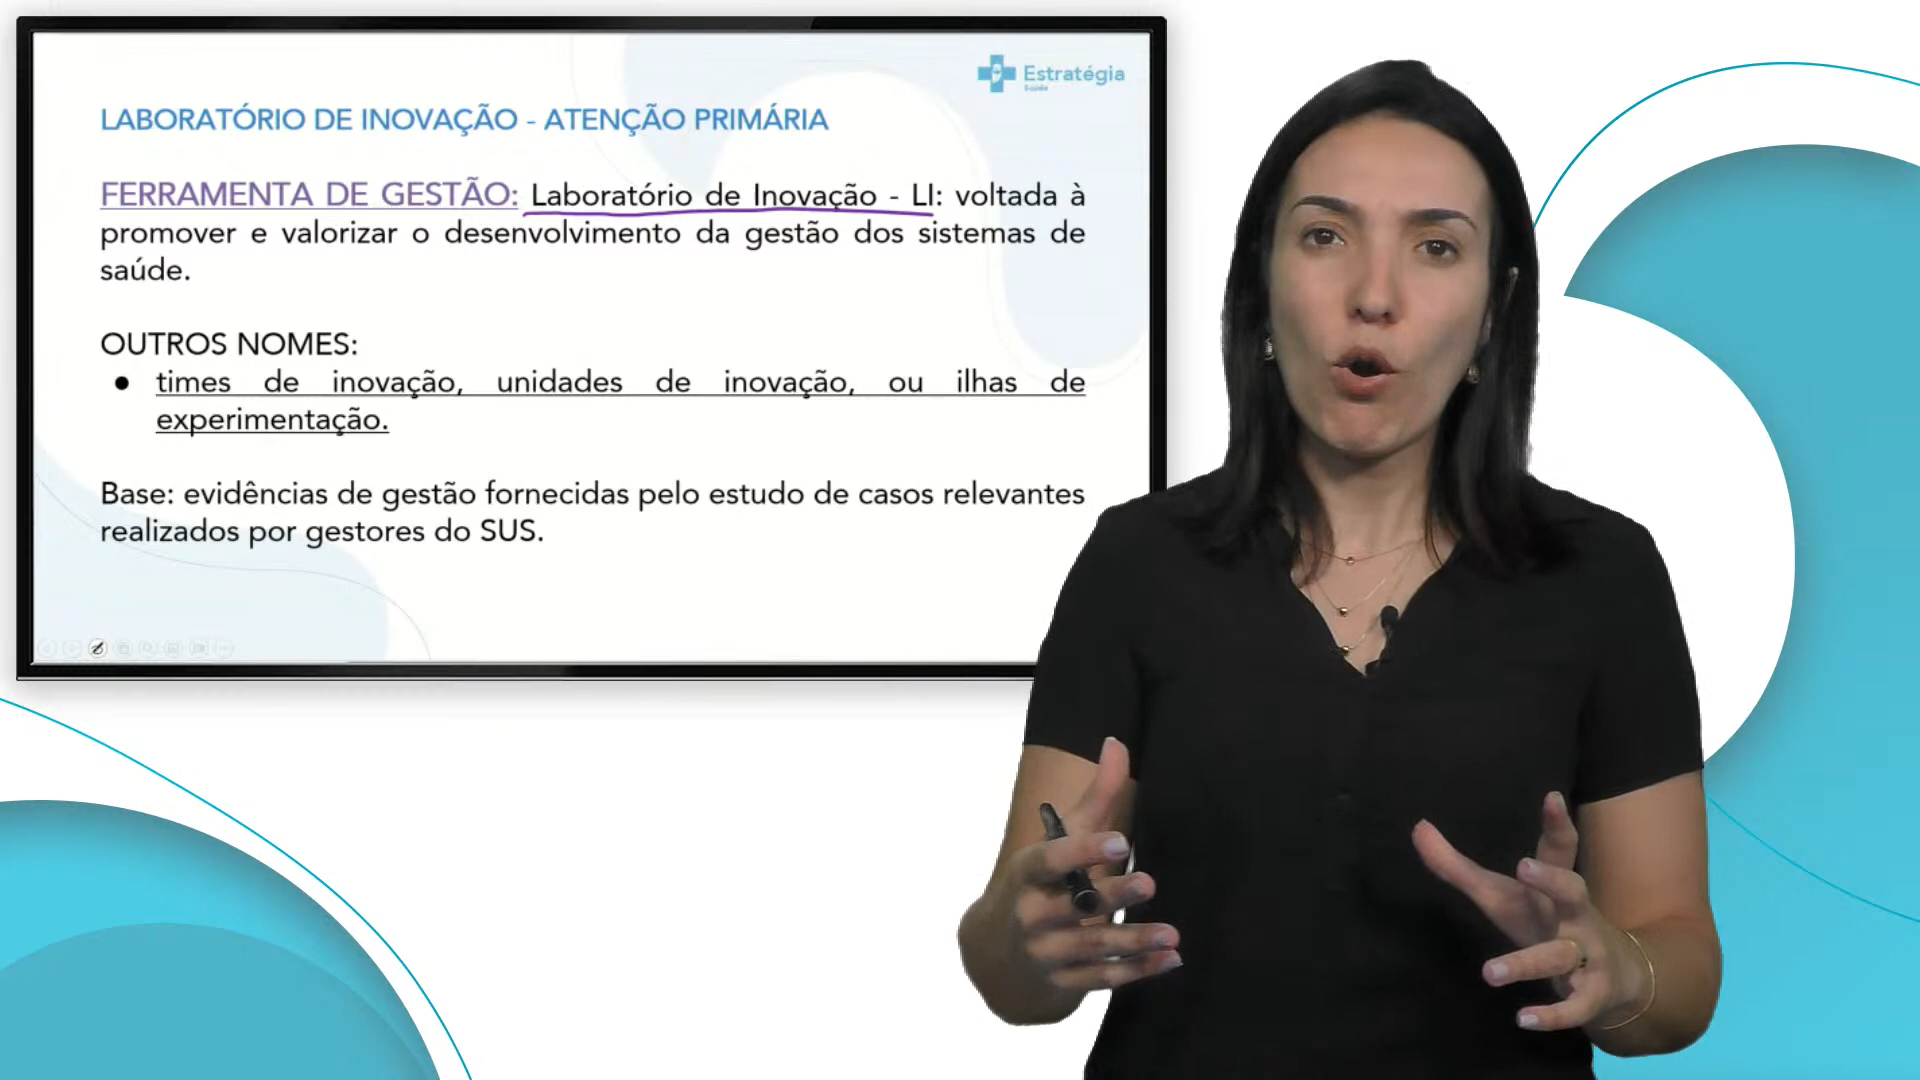 Estratégia
Saúde
LABORATÓRIO DE INOVAÇÃO - ATENÇÃO PRIMÁRIA
FERRAMENTA DE GESTÃO: Laboratório de Inovação - LI: voltada à
promover e valorizar o desenvolvimento da gestão dos sistemas de
saúde.
OUTROS NOMES:
● times de inovação, unidades de inovação, ou ilhas de
experimentação.
Base: evidências de gestão fornecidas pelo estudo de casos relevantes
realizados por gestores do SUS.